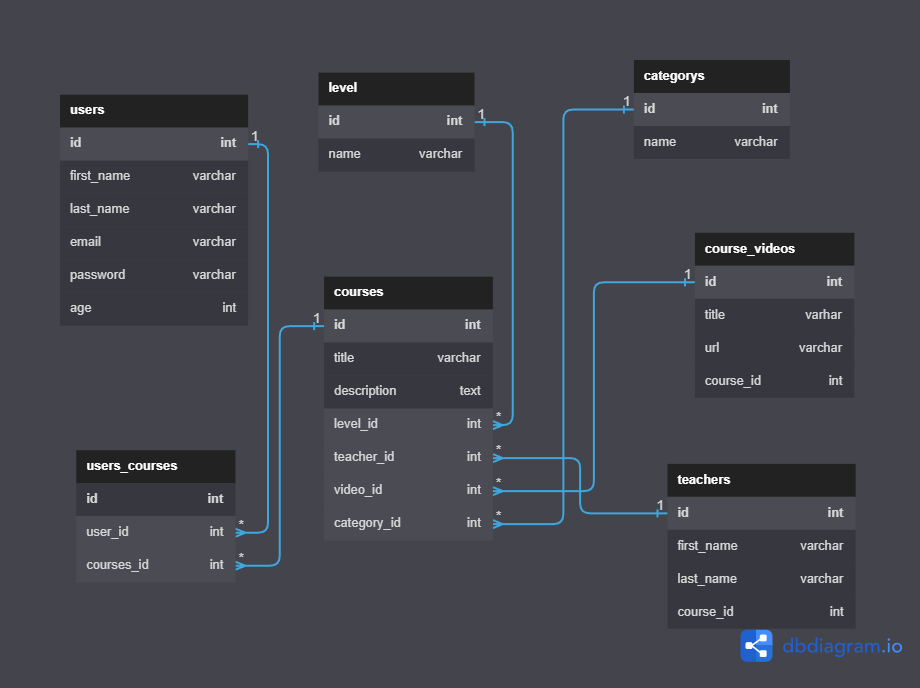 users
id int 1
first_name varchar
last_name varchar
email varchar
password varchar
age int
level
id int 1
name varchar
categorys
1 id int
name varchar
courses
1 id int
title varchar
description text
level_id int *
teacher_id int *
video_id int *
category_id int *
course_videos
1 id int
title varhar
url varchar
course_id int
users_courses
id int
user_id int *
courses_id int *
teachers
1 id int
first_name varchar
last_name varchar
course_id int
dbdiagram.io